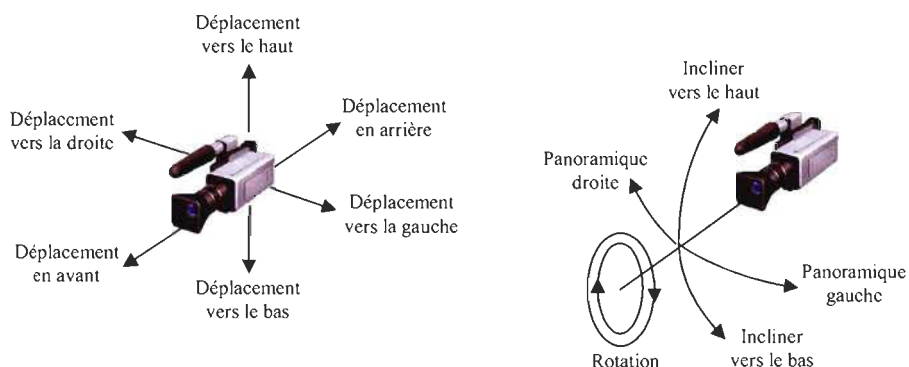 Déplacement
vers le haut
Déplacement
vers la droite
Déplacement
en arrière
Déplacement
vers la gauche
Déplacement
en avant
Déplacement
vers le bas
Incliner
vers le haut
Panoramique
droite
Panoramique
gauche
Incliner
vers le bas
Rotation